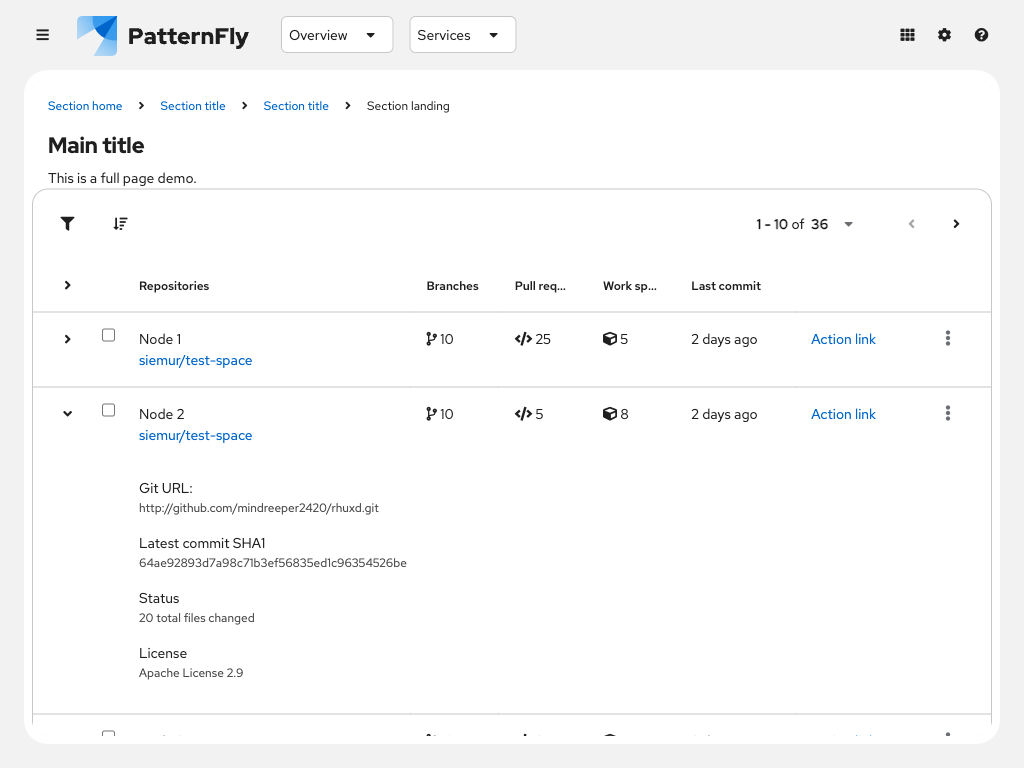 PatternFly Overview Services
Section home Section title Section title Section landing
Main title
This is a full page demo.
1 - 10 of 36
Repositories Branches Pull req... Work sp... Last commit
Node 1 10 25 5 2 days ago Action link
siemur/test-space
Node 2 10 5 8 2 days ago Action link
siemur/test-space
Git URL:
http://github.com/mindreeper2420/rhuxd.git
Latest commit SHA1
64ae92893d7a98c71b3ef56835ed1c96354526be
Status
20 total files changed
License
Apache License 2.9